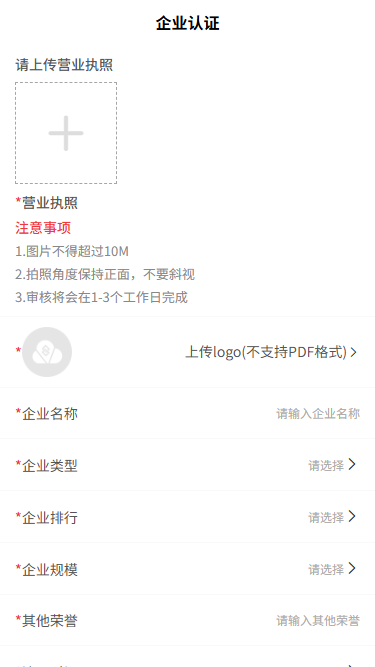 企业认证
请上传营业执照
*营业执照
注意事项
1.图片不得超过10M
2.拍照角度保持正面，不要斜视
3.审核将会在1-3个工作日完成
* 上传logo(不支持PDF格式)
*企业名称 请输入企业名称
*企业类型 请选择
*企业排行 请选择
*企业规模 请选择
*其他荣誉 请输入其他荣誉